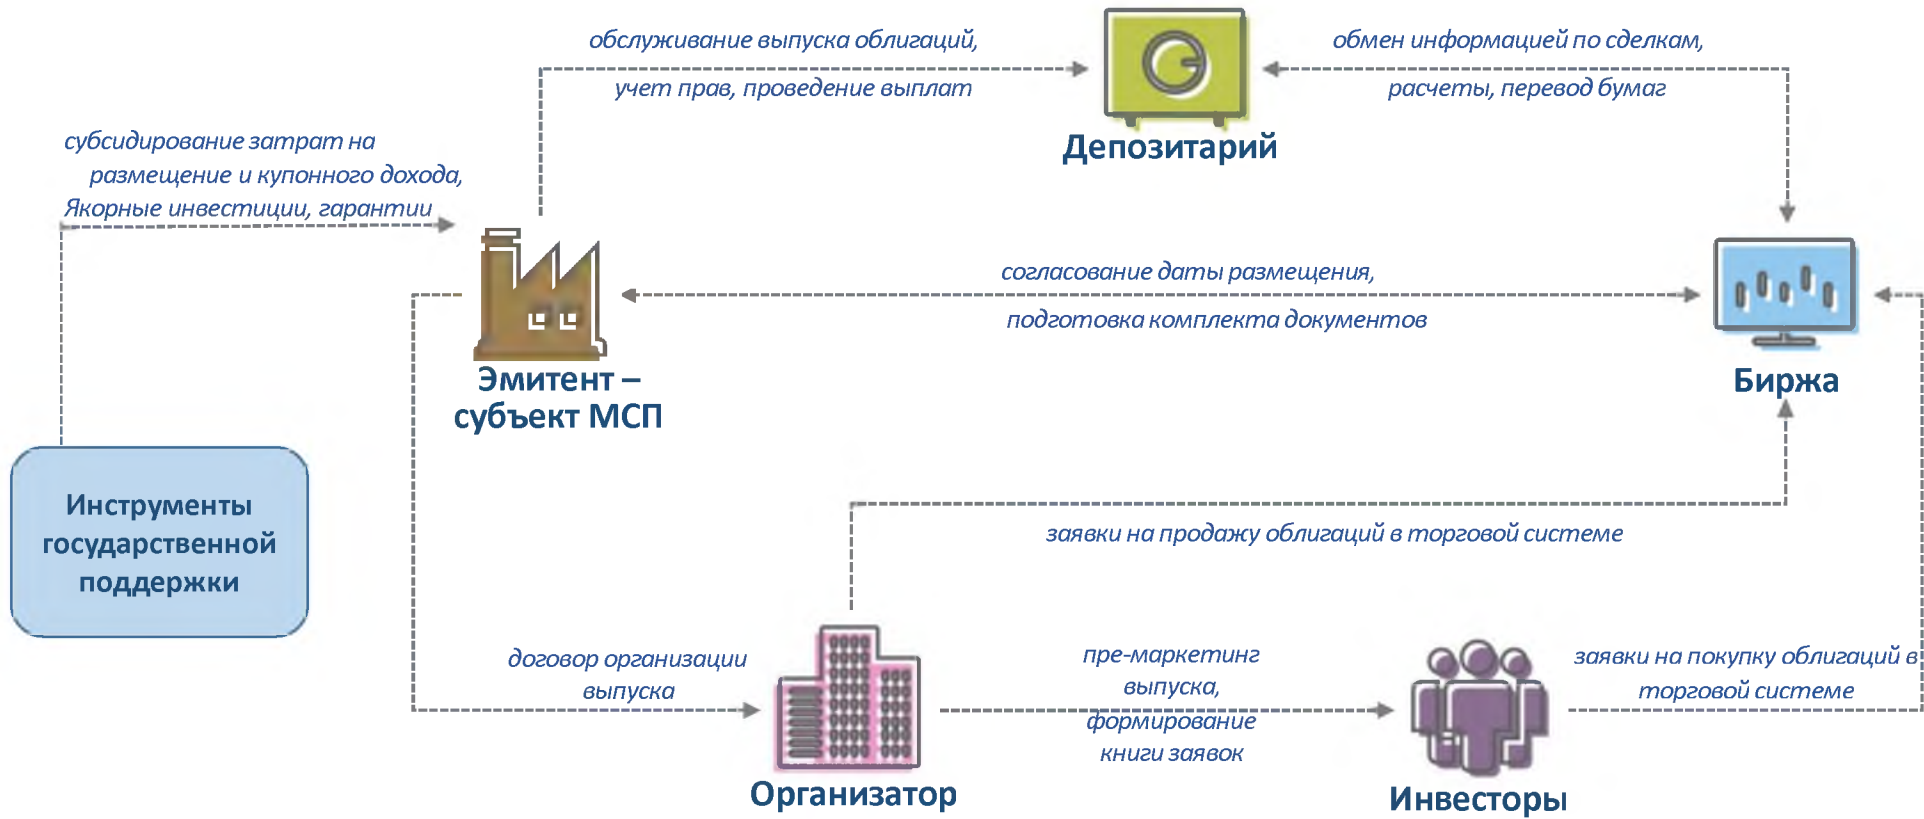 обслуживание выпуска облигаций,
учет прав, проведение выплат
обмен информацией по сделкам,
расчеты, перевод бумаг
Депозитарий
субсидирование затрат на
размещение и купонного дохода,
Якорные инвестиции, гарантии
согласование даты размещения,
подготовка комплекта документов
Эмитент –
субъект МСП
Биржа
Инструменты
государственной
поддержки
заявки на продажу облигаций в торговой системе
договор организации
выпуска
пре-маркетинг
выпуска,
формирование
книги заявок
заявки на покупку облигаций в
торговой системе
Организатор
Инвесторы